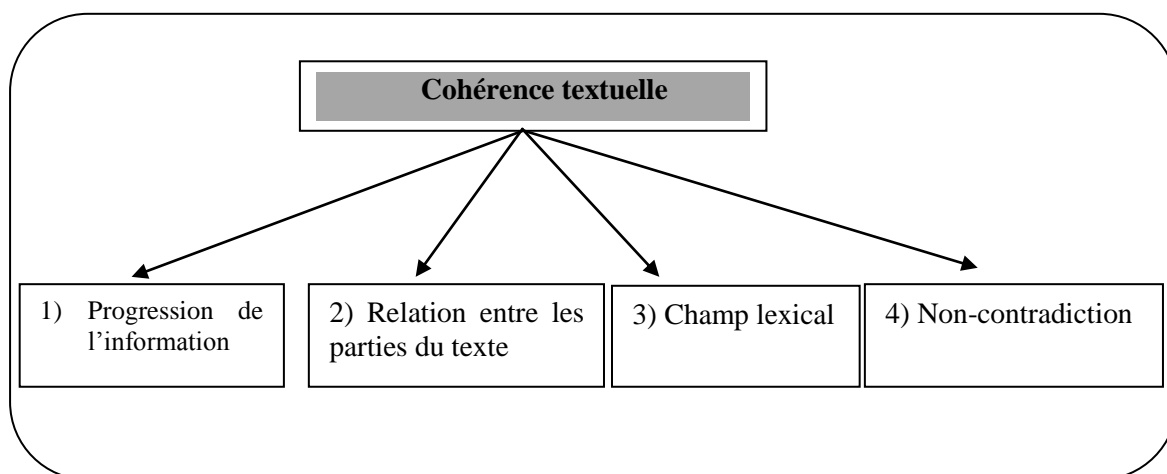 Cohérence textuelle
1) Progression de
l’information
2) Relation entre les
parties du texte
3) Champ lexical
4) Non-contradiction